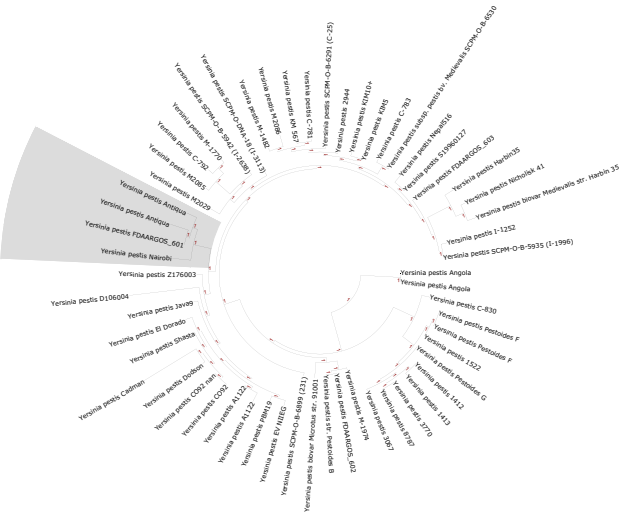 Yersinia pestis SCPM-O-B-6291 (C-25)
Yersinia pestis 2944
Yersinia pestis KIM10+
Yersinia pestis KIM5
Yersinia pestis C-783
Yersinia pestis subsp. pestis bv. Medievalis SCPM-O-B-6530
Yersinia pestis Nepal516
Yersinia pestis S19960127
Yersinia pestis FDAARGOS_603
Yersinia pestis Harbin35
Yersinia pestis Nicholisk 41
Yersinia pestis biovar Medievalis str. Harbin 35
Yersinia pestis I-1252
Yersinia pestis SCPM-O-B-5935 (I-1996)
Yersinia pestis Angola
Yersinia pestis Angola
Yersinia pestis C-830
Yersinia pestis Pestoides F
Yersinia pestis Pestoides F
Yersinia pestis 1522
Yersinia pestis Pestoides G
Yersinia pestis 1412
Yersinia pestis 1413
Yersinia pestis 3770
Yersinia pestis 8787
Yersinia pestis 3067
Yersinia pestis M-1974
Yersinia pestis FDAARGOS_602
Yersinia pestis str. Pestoides B
Yersinia pestis biovar Microtus str. 91001
Yersinia pestis SCPM-O-B-6899 (231)
Yersinia pestis EV NIIEG
Yersinia pestis PBM19
Yersinia pestis A1122
Yersinia pestis A1122
Yersinia pestis CO92
Yersinia pestis CO92 nari
Yersinia pestis Dodson
Yersinia pestis Cadman
Yersinia pestis Shasta
Yersinia pestis El Dorado
Yersinia pestis Java9
Yersinia pestis D106004
Yersinia pestis Z176003
Yersinia pestis Nairobi
Yersinia pestis FDAARGOS_601
Yersinia pestis Antiqua
Yersinia pestis Antiqua
Yersinia pestis M2029
Yersinia pestis M2085
Yersinia pestis C-792
Yersinia pestis M-1770
Yersinia pestis SCPM-O-B-5942 (I-2638)
Yersinia pestis SCPM-O-DNA-18 (I-3113)
Yersinia pestis M-1482
Yersinia pestis M2086
Yersinia pestis KM 567
Yersinia pestis C-781